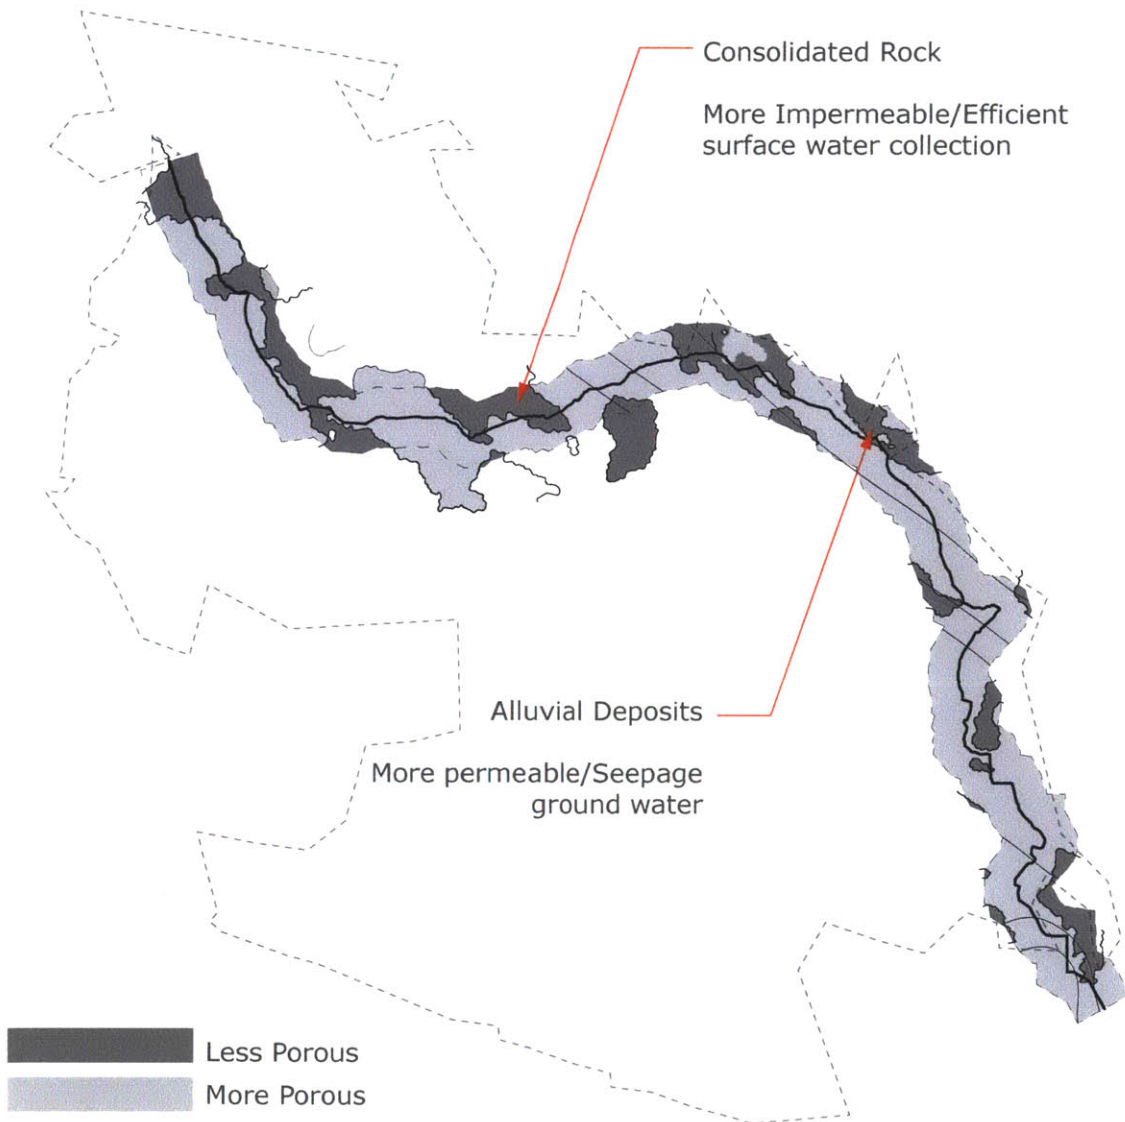 Consolidated Rock
More Impermeable/Efficient
surface water collection
Alluvial Deposits
More permeable/Seepage
ground water
Less Porous
More Porous